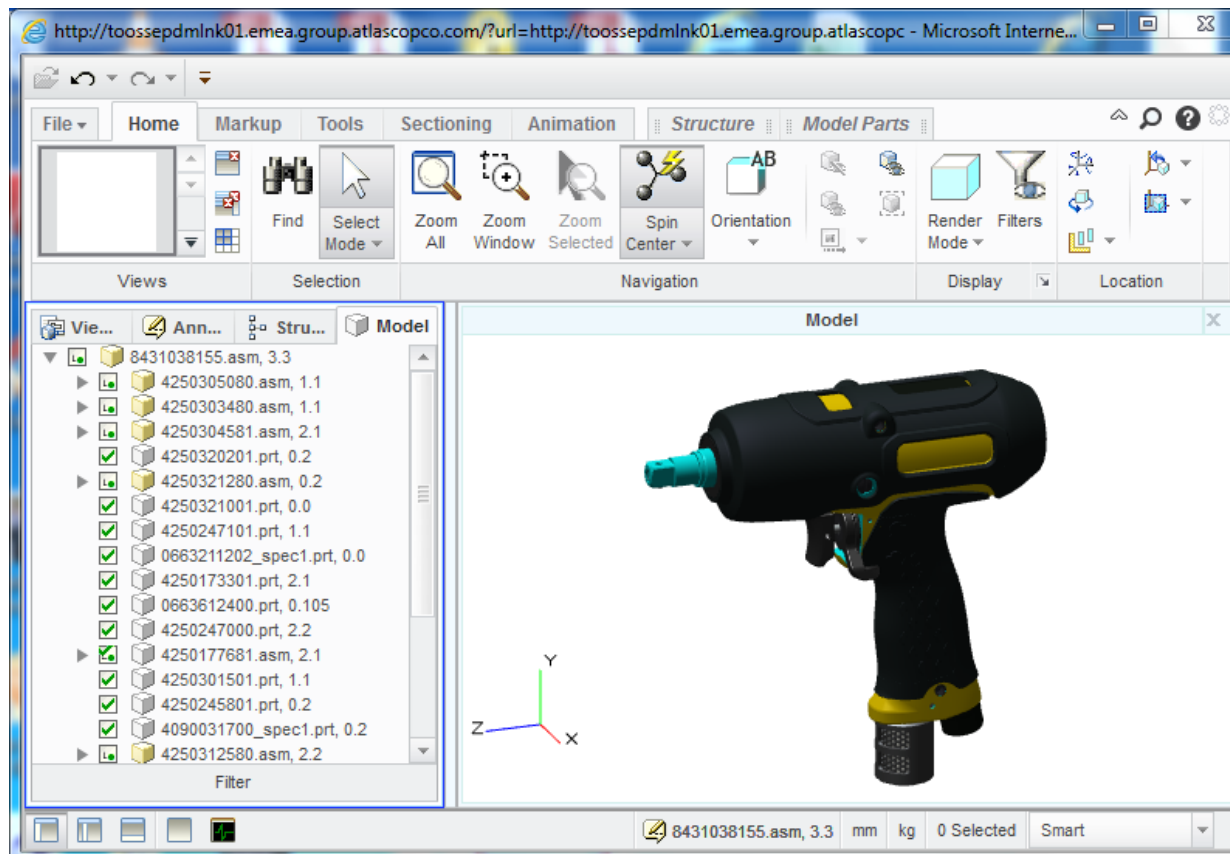 http://toossepdmlnk01.emea.group.atlascopco.com/?url=http://toossepdmlnk01.emea.group.atlascopc - Microsoft Interne...
File Home Markup Tools Sectioning Animation Structure Model Parts
AB
Find Select Mode Zoom All Zoom Window Zoom Selected Spin Center Orientation Render Mode Filters
Views Selection Navigation Display Location
Vie... Ann... Stru... Model
Model
8431038155.asm, 3.3
4250305080.asm, 1.1
4250303480.asm, 1.1
4250304581.asm, 2.1
4250320201.prt, 0.2
4250321280.asm, 0.2
4250321001.prt, 0.0
4250247101.prt, 1.1
0663211202_spec1.prt, 0.0
4250173301.prt, 2.1
0663612400.prt, 0.105
4250247000.prt, 2.2
4250177681.asm, 2.1
4250301501.prt, 1.1
4250245801.prt, 0.2
4090031700_spec1.prt, 0.2
4250312580.asm, 2.2
Filter
Y
Z
X
8431038155.asm, 3.3 mm kg 0 Selected Smart